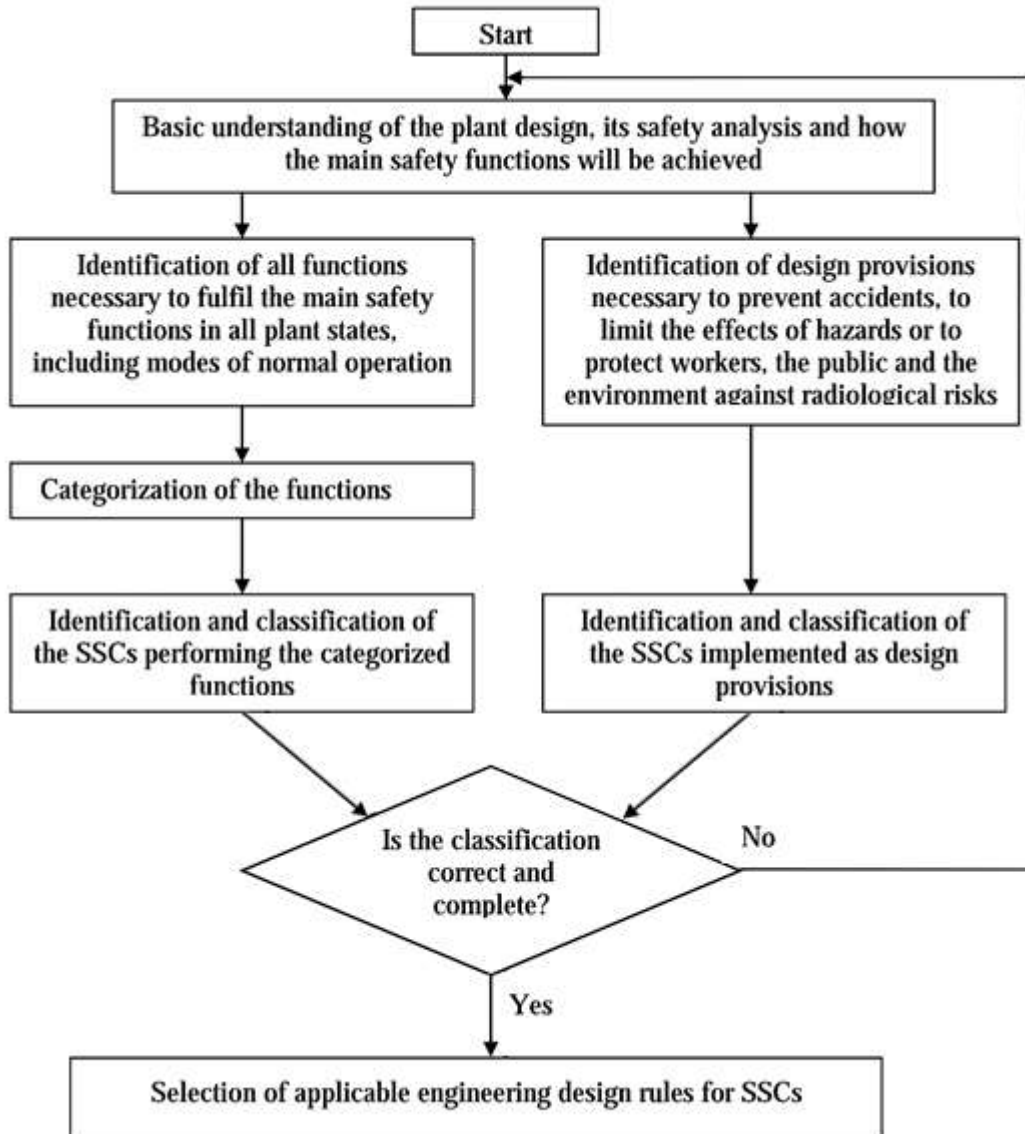 Start
Basic understanding of the plant design, its safety analysis and how
the main safety functions will be achieved
Identification of all functions
necessary to fulfil the main safety
functions in all plant states,
including modes of normal operation
Identification of design provisions
necessary to prevent accidents, to
limit the effects of hazards or to
protect workers, the public and the
environment against radiological risks
Categorization of the functions
Identification and classification of
the SSCs performing the categorized
functions
Identification and classification of
the SSCs implemented as design
provisions
Is the classification
correct and
complete?
No
Yes
Selection of applicable engineering design rules for SSCs